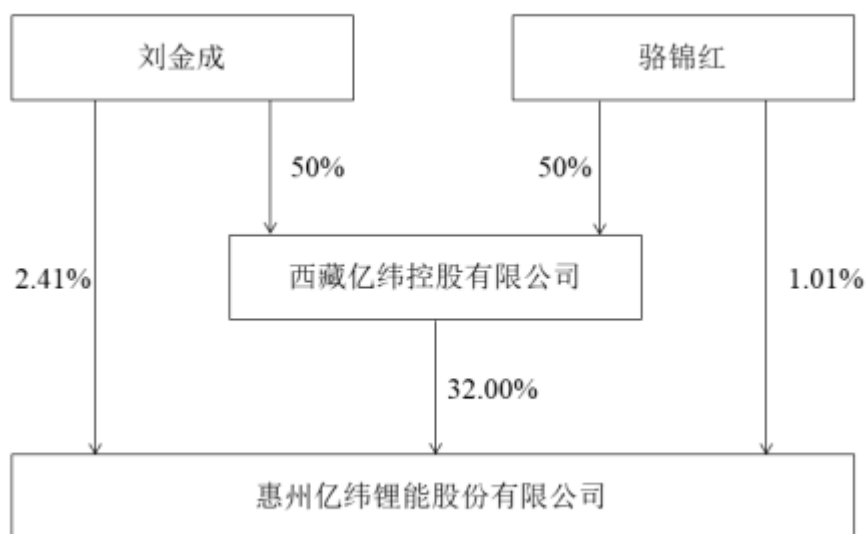 刘金成
骆锦红
50%
50%
西藏亿纬控股有限公司
2.41%
1.01%
32.00%
惠州亿纬锂能股份有限公司